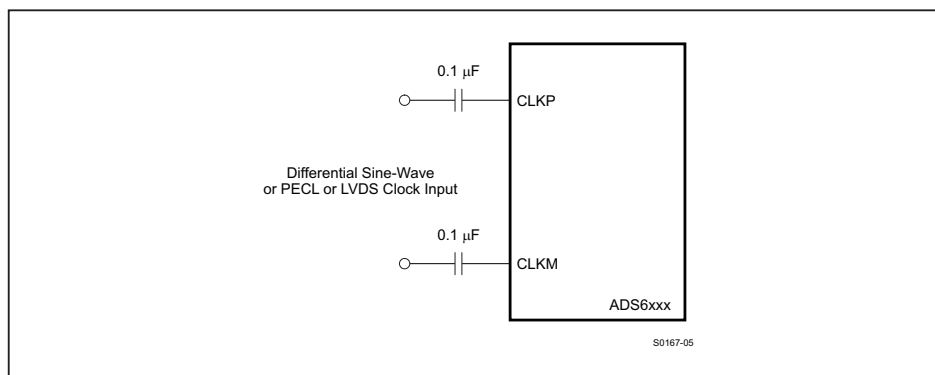 0.1 μF
CLKP
Differential Sine-Wave
or PECL or LVDS Clock Input
0.1 μF
CLKM
ADS6xxx
S0167-05